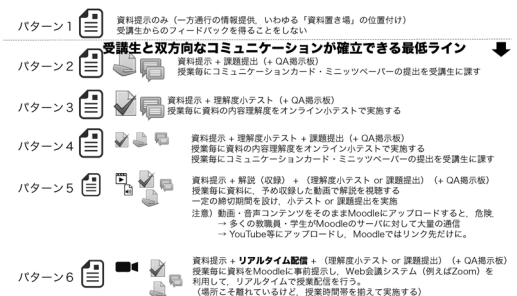 パターン１
資料提示のみ（一方通行の情報提供，いわゆる「資料置き場」の位置付け）
受講生からのフィードバックを得ることをしない
受講生と双方向なコミュニケーションが確立できる最低ライン
パターン２
資料提示 + 課題提出（+ QA掲示板）
授業毎にコミュニケーションカード・ミニッツペーパーの提出を受講生に課す
パターン３
資料提示 + 理解度小テスト（+ QA掲示板）
授業毎に資料の内容理解度をオンライン小テストで実施する
パターン４
資料提示 + 理解度小テスト + 課題提出（+ QA掲示板）
授業毎に資料の内容理解度をオンライン小テストで実施する
授業毎にコミュニケーションカード・ミニッツペーパーの提出を受講生に課す
パターン５
資料提示 + 解説（収録） + （理解度小テスト or 課題提出）（+ QA掲示板）
授業毎に資料に，予め収録した動画で解説を視聴する
一定の締切期間を設け，小テスト or 課題提出を実施
注意）動画・音声コンテンツをそのままMoodleにアップロードすると，危険．
→ 多くの教職員・学生がMoodleのサーバに対して大量の通信
→ YouTube等にアップロードし，Moodleではリンク先だけに．
パターン６
資料提示 + リアルタイム配信 + （理解度小テスト or 課題提出）（+ QA掲示板）
授業毎に資料をMoodleに事前提示し，Web会議システム（例えばZoom）を
利用して，リアルタイムで授業配信を行う．
（場所こそ離れているけど，授業時間帯を揃えて実施する）